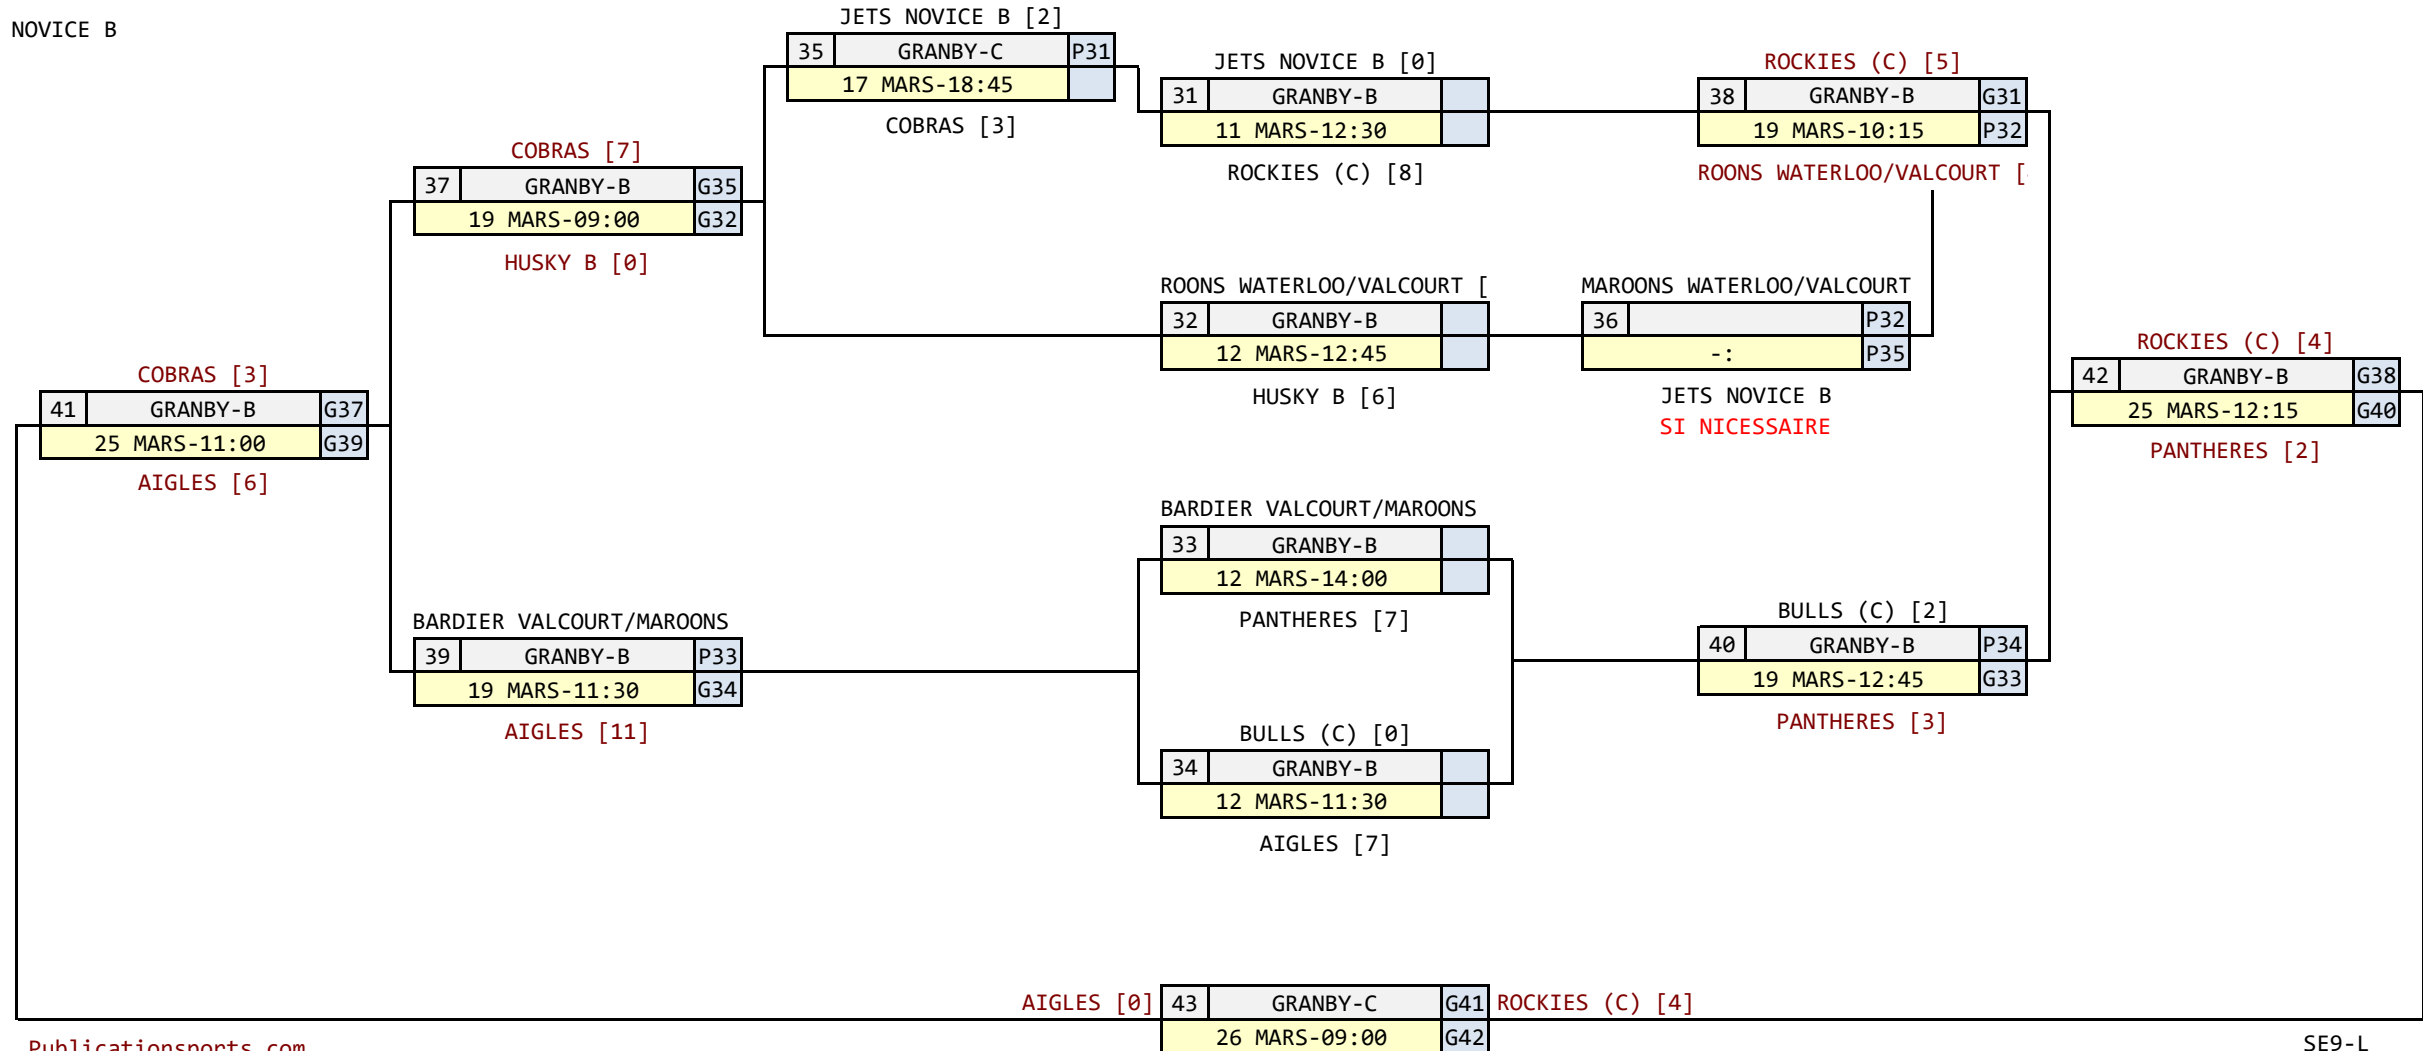 NOVICE B
JETS NOVICE B [2]
35 GRANBY-C P31
17 MARS-18:45
COBRAS [3]
JETS NOVICE B [0]
31 GRANBY-B
11 MARS-12:30
ROCKIES (C) [8]
ROCKIES (C) [5]
38 GRANBY-B G31
19 MARS-10:15 P32
ROONS WATERLOO/VALCOURT [
COBRAS [7]
37 GRANBY-B G35
19 MARS-09:00 G32
HUSKY B [0]
ROONS WATERLOO/VALCOURT [
32 GRANBY-B
12 MARS-12:45
HUSKY B [6]
MAROONS WATERLOO/VALCOURT
36 P32
-: P35
JETS NOVICE B
SI NICESSAIRE
COBRAS [3]
41 GRANBY-B G37
25 MARS-11:00 G39
AIGLES [6]
ROCKIES (C) [4]
42 GRANBY-B G38
25 MARS-12:15 G40
PANTHERES [2]
BARDIER VALCOURT/MAROONS
33 GRANBY-B
12 MARS-14:00
PANTHERES [7]
BARDIER VALCOURT/MAROONS
39 GRANBY-B P33
19 MARS-11:30 G34
AIGLES [11]
BULLS (C) [2]
40 GRANBY-B P34
19 MARS-12:45 G33
PANTHERES [3]
BULLS (C) [0]
34 GRANBY-B
12 MARS-11:30
AIGLES [7]
AIGLES [0] 43 GRANBY-C G41 ROCKIES (C) [4]
26 MARS-09:00 G42
Publicationsports.com
SE9-L